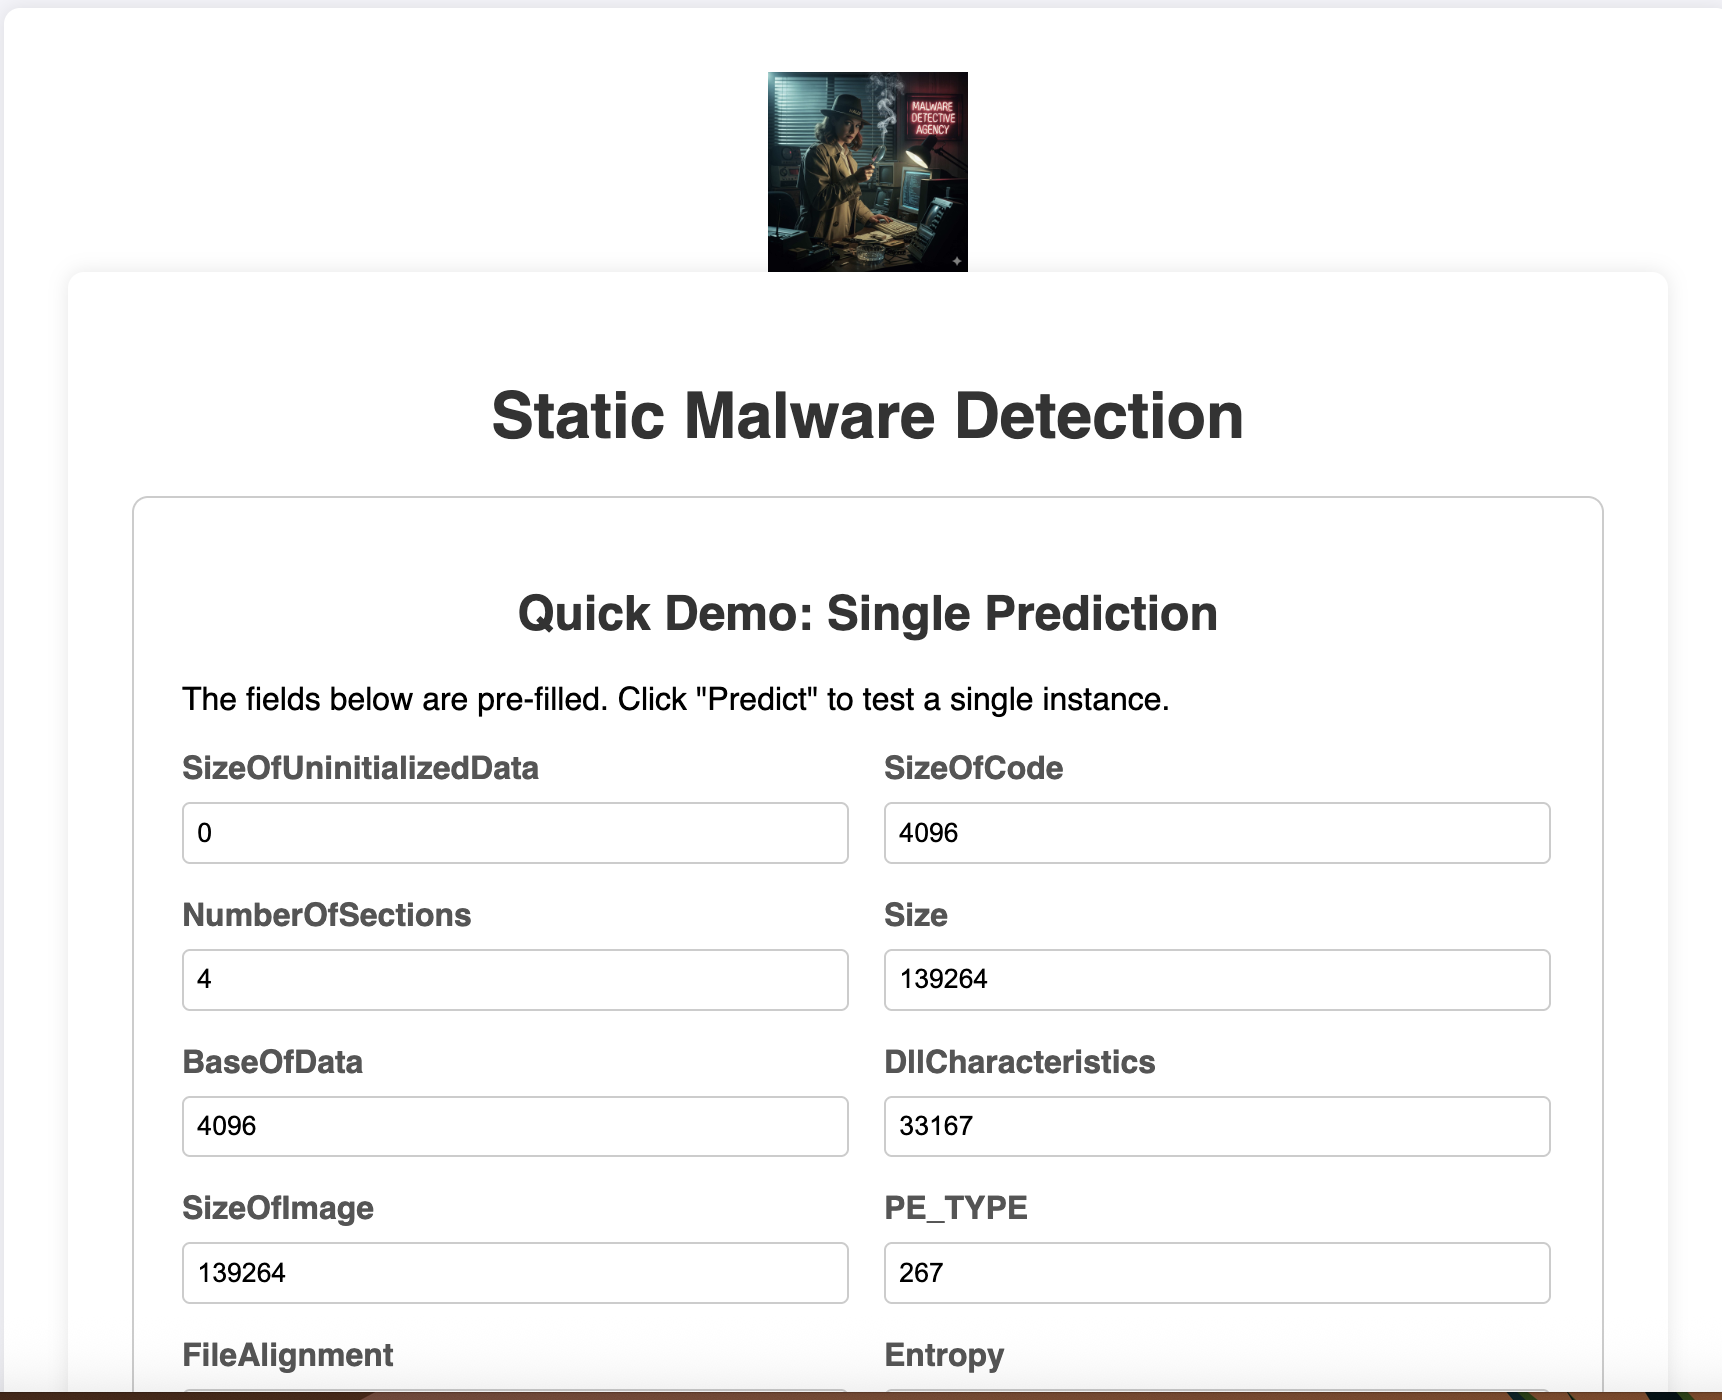 MALWARE
DETECTIVE
AGENCY
Static Malware Detection
Quick Demo: Single Prediction
The fields below are pre-filled. Click "Predict" to test a single instance.
SizeOfUninitializedData
SizeOfCode
0
4096
NumberOfSections
Size
4
139264
BaseOfData
DllCharacteristics
4096
33167
SizeOfImage
PE_TYPE
139264
267
FileAlignment
Entropy